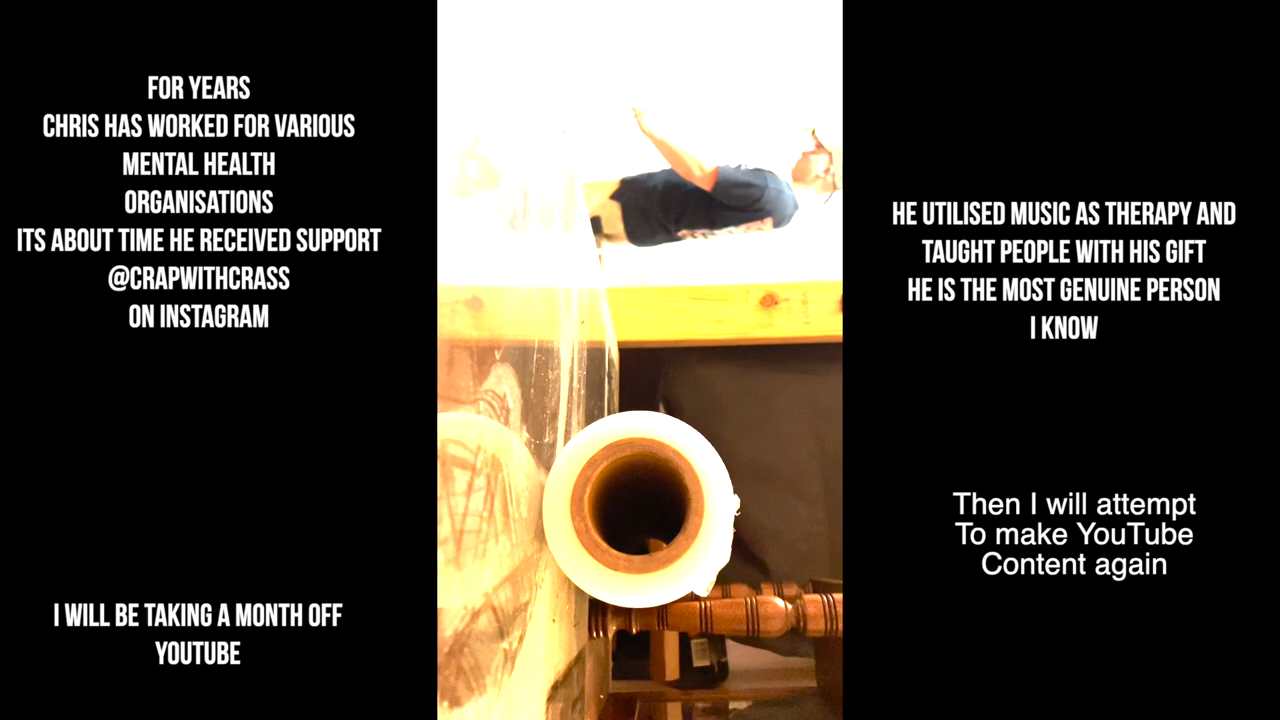 FOR YEARS
CHRIS HAS WORKED FOR VARIOUS
MENTAL HEALTH
ORGANISATIONS
ITS ABOUT TIME HE RECEIVED SUPPORT
@CRAPWITHCRASS
ON INSTAGRAM
I WILL BE TAKING A MONTH OFF
YOUTUBE
HE UTILISED MUSIC AS THERAPY AND
TAUGHT PEOPLE WITH HIS GIFT
HE IS THE MOST GENUINE PERSON
I KNOW
Then I will attempt
To make YouTube
Content again